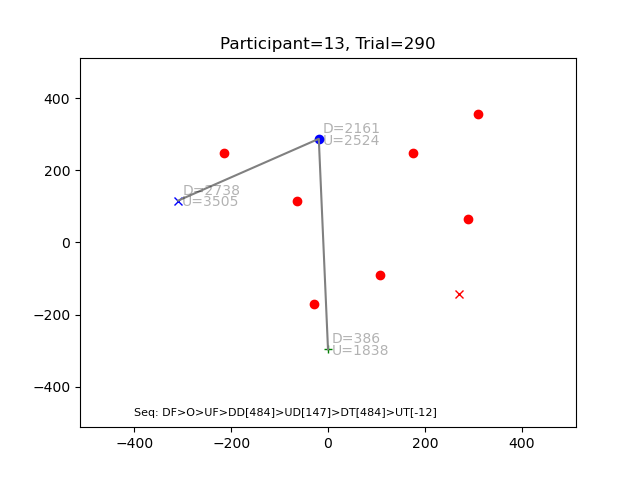 Participant=13, Trial=290
400
200
0
−200
−400
−400
−200
0
200
400
D=2161
U=2524
D=2738
U=3505
D=386
U=1838
Seq: DF>O>UF>DD[484]>UD[147]>DT[484]>UT[-12]